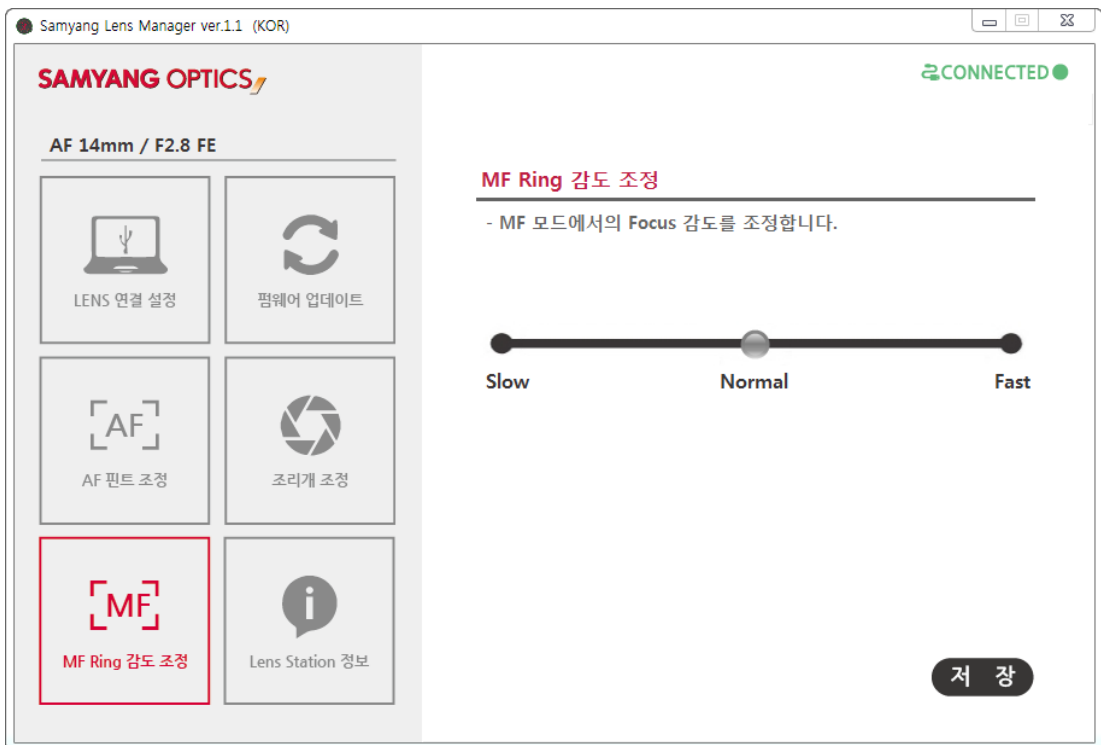 Samyang Lens Manager ver.1.1 (KOR)
SAMYANG OPTICS
CONNECTED
AF 14mm / F2.8 FE
LENS 연결 설정
펌웨어 업데이트
AF
AF 핀트 조정
조리개 조정
MF
MF Ring 감도 조정
i
Lens Station 정보
MF Ring 감도 조정
- MF 모드에서의 Focus 감도를 조정합니다.
Slow Normal Fast
저 장